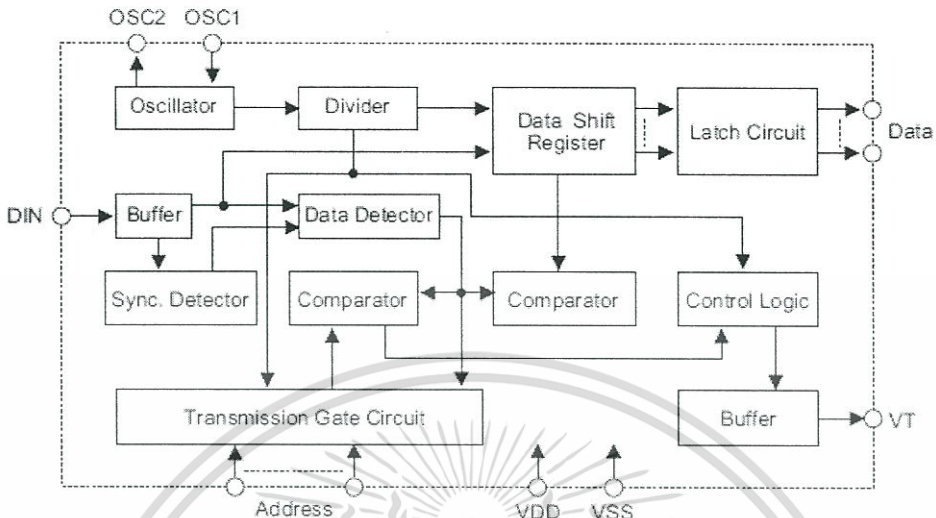 OSC2 OSC1
Oscillator
Divider
Data Shift
Register
Latch Circuit
Data
DIN
Buffer
Data Detector
Sync. Detector
Comparator
Comparator
Control Logic
Transmission Gate Circuit
Buffer
VT
Address
VDD
VSS